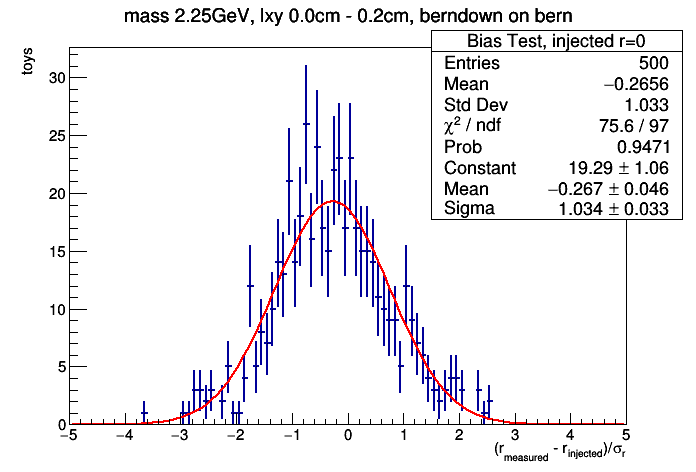 mass 2.25GeV, lxy 0.0cm - 0.2cm, berndown on bern
toys
Bias Test, injected r=0
Entries 500
Mean −0.2656
Std Dev 1.033
χ² / ndf 75.6 / 97
Prob 0.9471
Constant 19.29 ± 1.06
Mean −0.267 ± 0.046
Sigma 1.034 ± 0.033
30
25
20
15
10
5
0
−5 −4 −3 −2 −1 0 1 2 3 4 5
(r_measured - r_injected)/σ_r